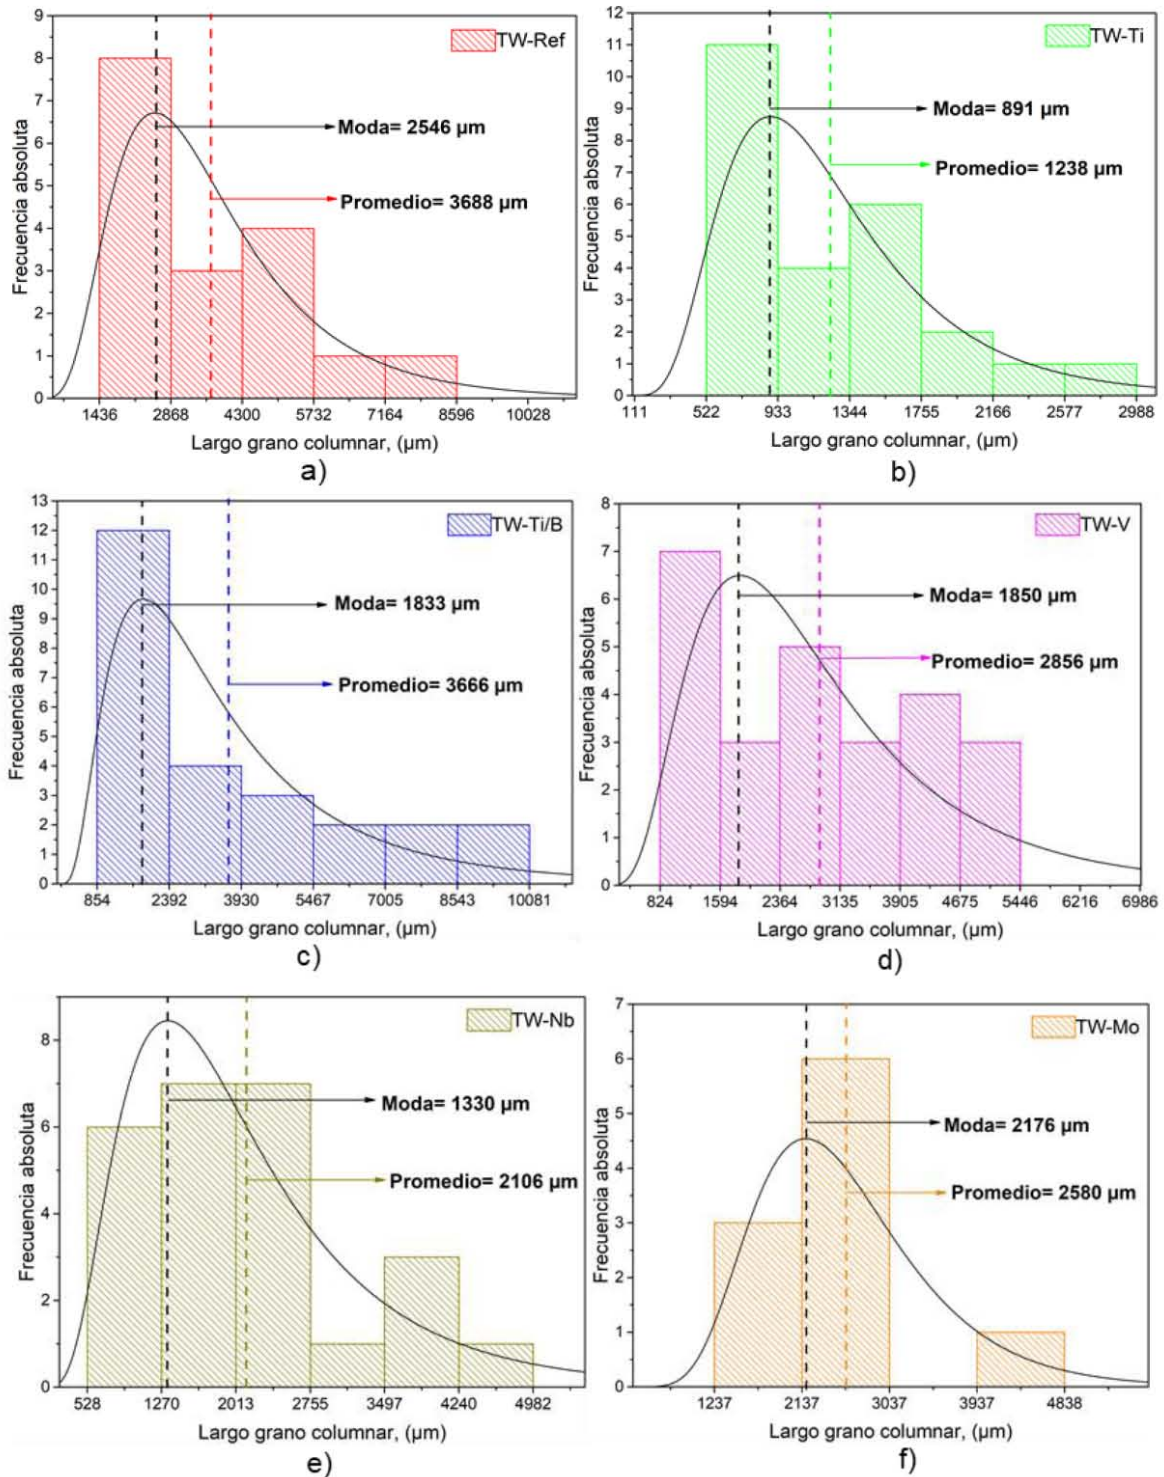 9
8
7
6
5
4
3
2
1
0
Frecuencia absoluta
TW-Ref
Moda= 2546 µm
Promedio= 3688 µm
1436 2868 4300 5732 7164 8596 10028
Largo grano columnar, (µm)
a)
12
11
10
9
8
7
6
5
4
3
2
1
0
Frecuencia absoluta
TW-Ti
Moda= 891 µm
Promedio= 1238 µm
111 522 933 1344 1755 2166 2577 2988
Largo grano columnar, (µm)
b)
13
12
11
10
9
8
7
6
5
4
3
2
1
0
Frecuencia absoluta
TW-Ti/B
Moda= 1833 µm
Promedio= 3666 µm
854 2392 3930 5467 7005 8543 10081
Largo grano columnar, (µm)
c)
8
7
6
5
4
3
2
1
0
Frecuencia absoluta
TW-V
Moda= 1850 µm
Promedio= 2856 µm
824 1594 2364 3135 3905 4675 5446 6216 6986
Largo grano columnar, (µm)
d)
8
6
4
2
0
Frecuencia absoluta
TW-Nb
Moda= 1330 µm
Promedio= 2106 µm
528 1270 2013 2755 3497 4240 4982
Largo grano columnar, (µm)
e)
7
6
5
4
3
2
1
0
Frecuencia absoluta
TW-Mo
Moda= 2176 µm
Promedio= 2580 µm
1237 2137 3037 3937 4838
Largo grano columnar, (µm)
f)